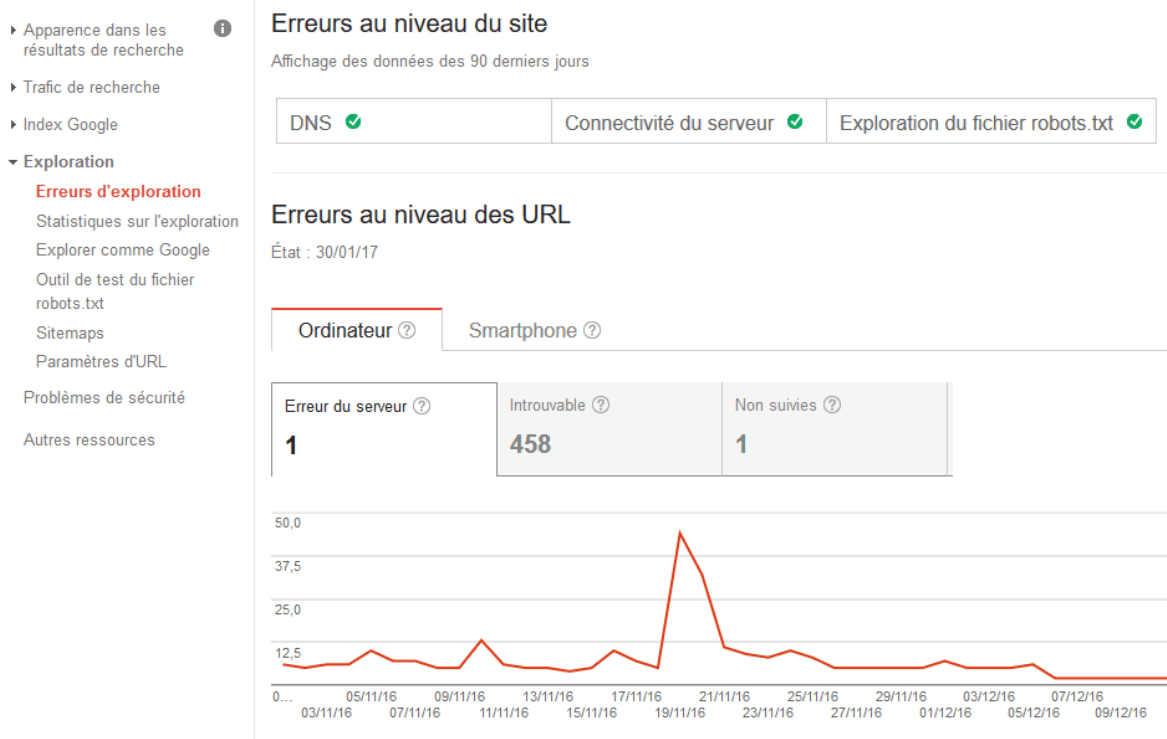 Apparence dans les
résultats de recherche
Trafic de recherche
Index Google
Exploration
Erreurs d'exploration
Statistiques sur l'exploration
Explorer comme Google
Outil de test du fichier
robots.txt
Sitemaps
Paramètres d'URL
Problèmes de sécurité
Autres ressources
Erreurs au niveau du site
Affichage des données des 90 derniers jours
DNS
Connectivité du serveur
Exploration du fichier robots.txt
Erreurs au niveau des URL
État : 30/01/17
Ordinateur ?
Smartphone ?
Erreur du serveur ?
1
Introuvable ?
458
Non suivies ?
1
50,0
37,5
25,0
12,5
0...
05/11/16
09/11/16
13/11/16
17/11/16
21/11/16
25/11/16
29/11/16
03/12/16
07/12/16
03/11/16
07/11/16
11/11/16
15/11/16
19/11/16
23/11/16
27/11/16
01/12/16
05/12/16
09/12/16